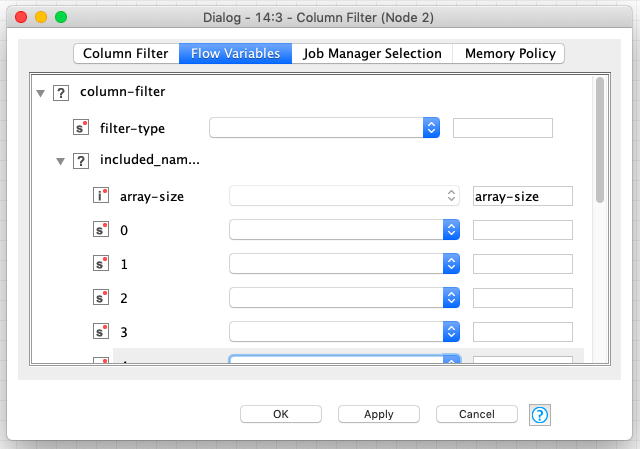 Dialog - 14:3 - Column Filter (Node 2)
Column Filter Flow Variables Job Manager Selection Memory Policy
? column-filter
s filter-type
? included_nam...
i array-size array-size
s 0
s 1
s 2
s 3
OK Apply Cancel ?